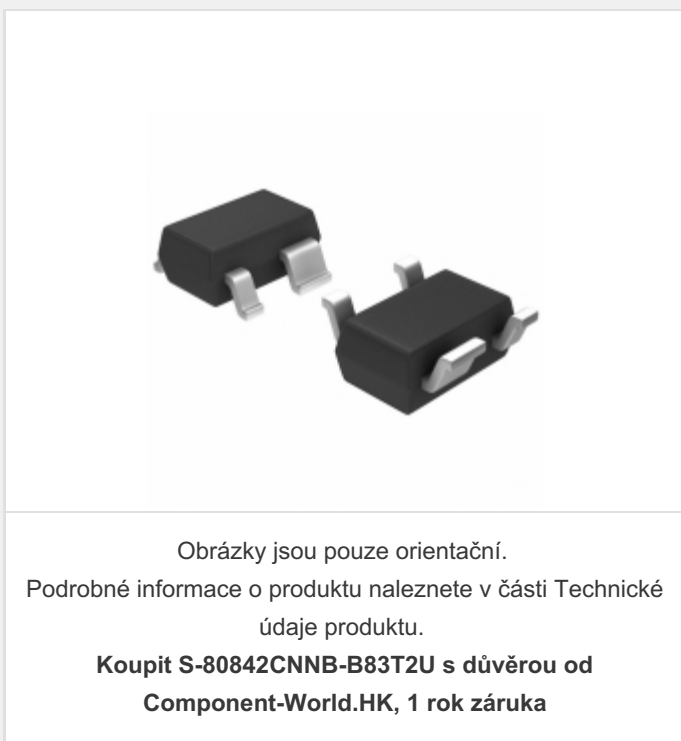 Obrázky jsou pouze orientační.
Podrobné informace o produktu naleznete v části Technické
údaje produktu.
Koupit S-80842CNNB-B83T2U s důvěrou od
Component-World.HK, 1 rok záruka